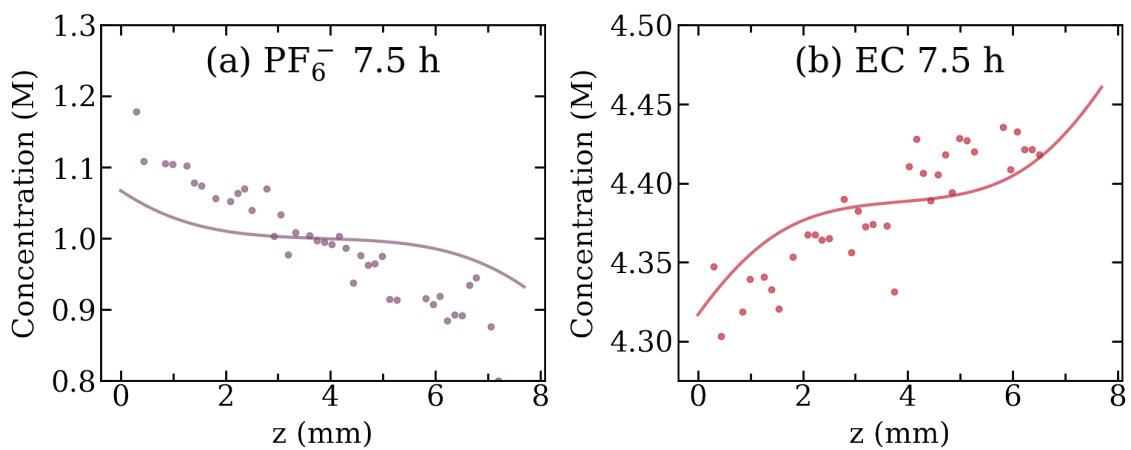 (a) PF₆⁻ 7.5 h
Concentration (M)
1.3
1.2
1.1
1.0
0.9
0.8
0 2 4 6 8
z (mm)
(b) EC 7.5 h
Concentration (M)
4.50
4.45
4.40
4.35
4.30
0 2 4 6 8
z (mm)